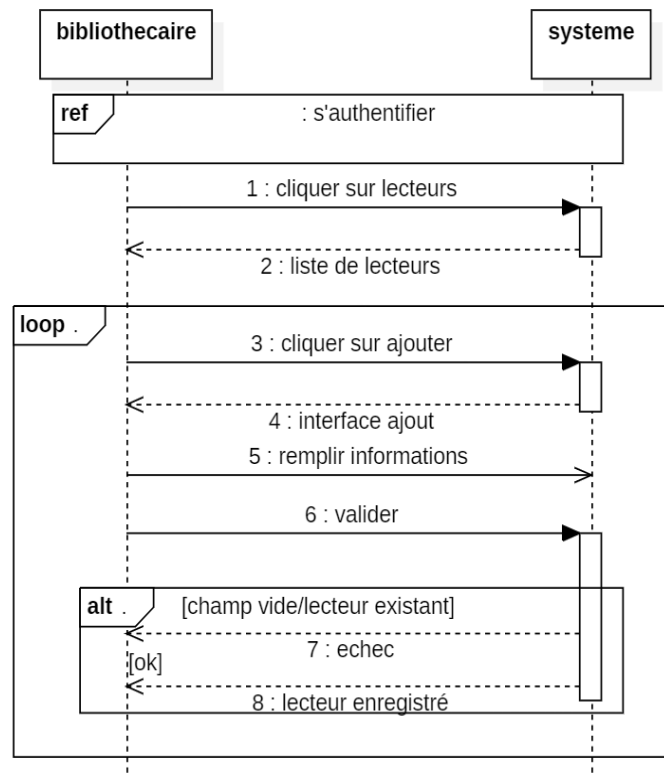 bibliothecaire
systeme
ref
: s'authentifier
1 : cliquer sur lecteurs
2 : liste de lecteurs
loop .
3 : cliquer sur ajouter
4 : interface ajout
5 : remplir informations
6 : valider
alt .
[champ vide/lecteur existant]
7 : echec
[ok]
8 : lecteur enregistré